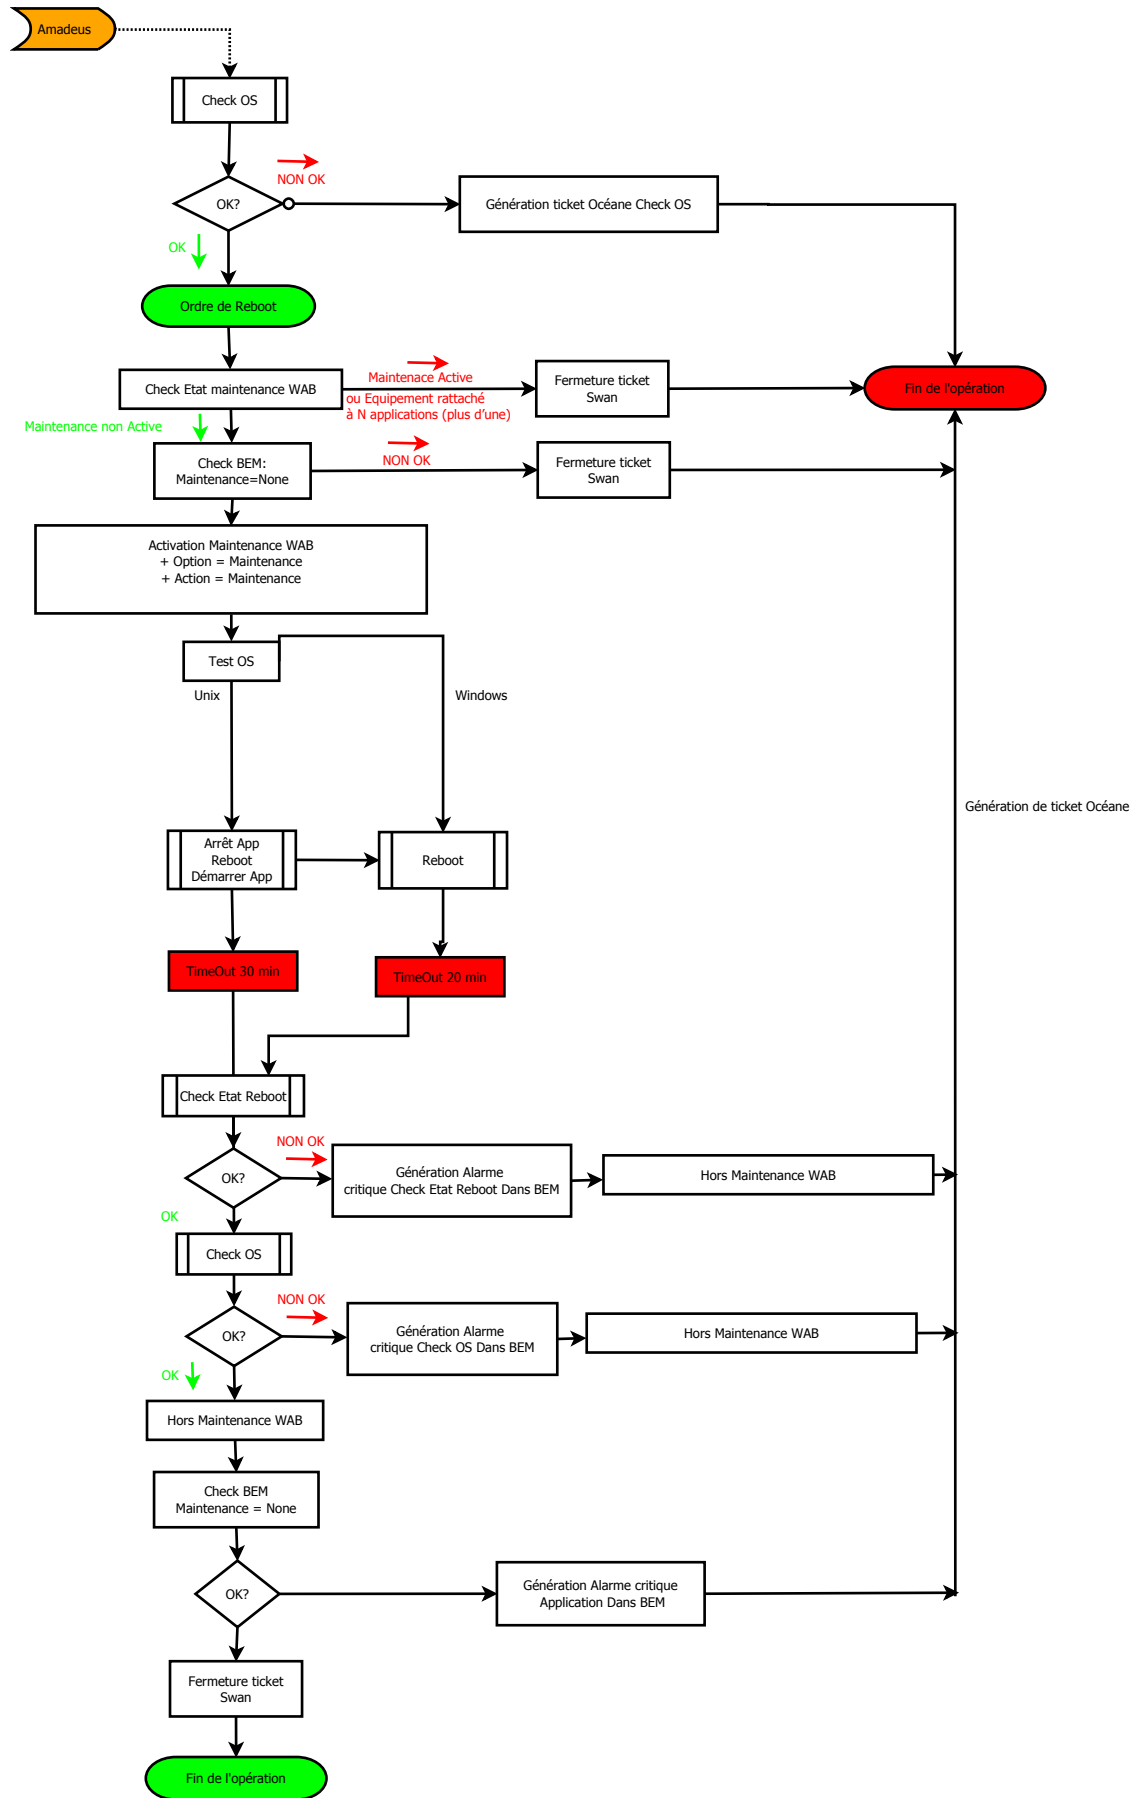 Amadeus
Check OS
NON OK
OK?
Génération ticket Océane Check OS
OK
Ordre de Reboot
Check Etat maintenance WAB
Maintenace Active
ou Equipement rattaché
à N applications (plus d'une)
Fermeture ticket
Swan
Fin de l'opération
Maintenance non Active
Check BEM:
Maintenance=None
NON OK
Fermeture ticket
Swan
Activation Maintenance WAB
+ Option = Maintenance
+ Action = Maintenance
Test OS
Unix
Windows
Génération de ticket Océane
Arrêt App
Reboot
Démarrer App
Reboot
TimeOut 30 min
TimeOut 20 min
Check Etat Reboot
NON OK
OK?
Génération Alarme
critique Check Etat Reboot Dans BEM
Hors Maintenance WAB
OK
Check OS
NON OK
OK?
Génération Alarme
critique Check OS Dans BEM
Hors Maintenance WAB
OK
Hors Maintenance WAB
Check BEM
Maintenance = None
OK?
Génération Alarme critique
Application Dans BEM
Fermeture ticket
Swan
Fin de l'opération